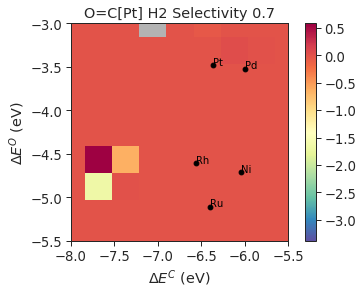 O=C[Pt] H2 Selectivity 0.7
−3.0
−3.5
−4.0
−4.5
−5.0
−5.5
ΔE^O (eV)
Pt
Pd
Rh
Ni
Ru
−8.0 −7.5 −7.0 −6.5 −6.0 −5.5
ΔE^C (eV)
0.5
0.0
−0.5
−1.0
−1.5
−2.0
−2.5
−3.0